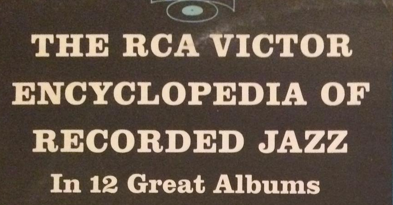 THE RCA VICTOR
ENCYCLOPEDIA OF
RECORDED JAZZ
In 12 Great Albums